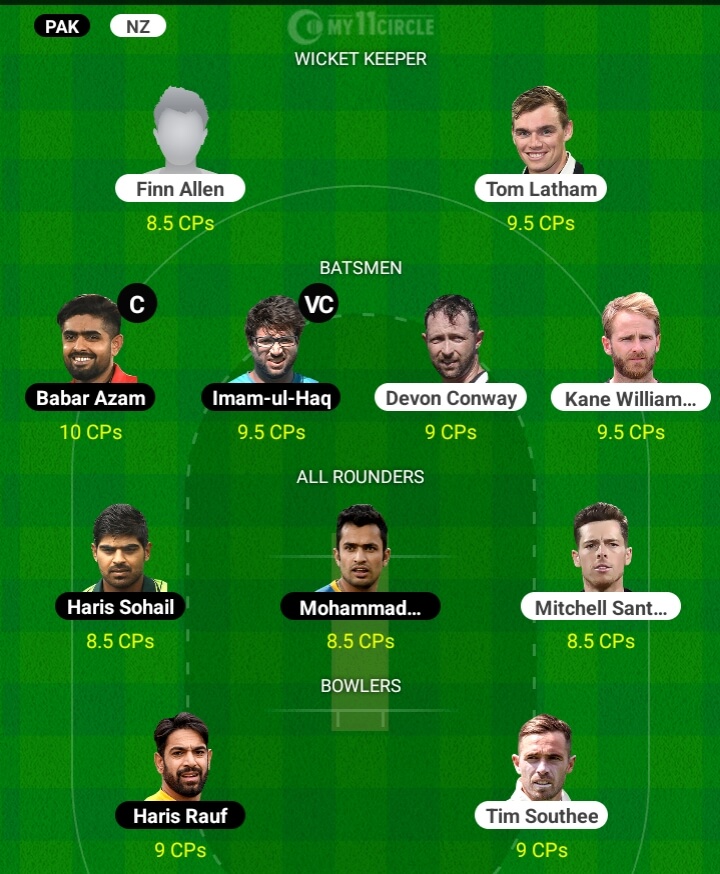 PAK NZ
MY11CIRCLE
WICKET KEEPER
Finn Allen Tom Latham
8.5 CPs 9.5 CPs
BATSMEN
C VC
Babar Azam Imam-ul-Haq Devon Conway Kane William...
10 CPs 9.5 CPs 9 CPs 9.5 CPs
ALL ROUNDERS
Haris Sohail Mohammad... Mitchell Sant...
8.5 CPs 8.5 CPs 8.5 CPs
BOWLERS
Haris Rauf Tim Southee
9 CPs 9 CPs